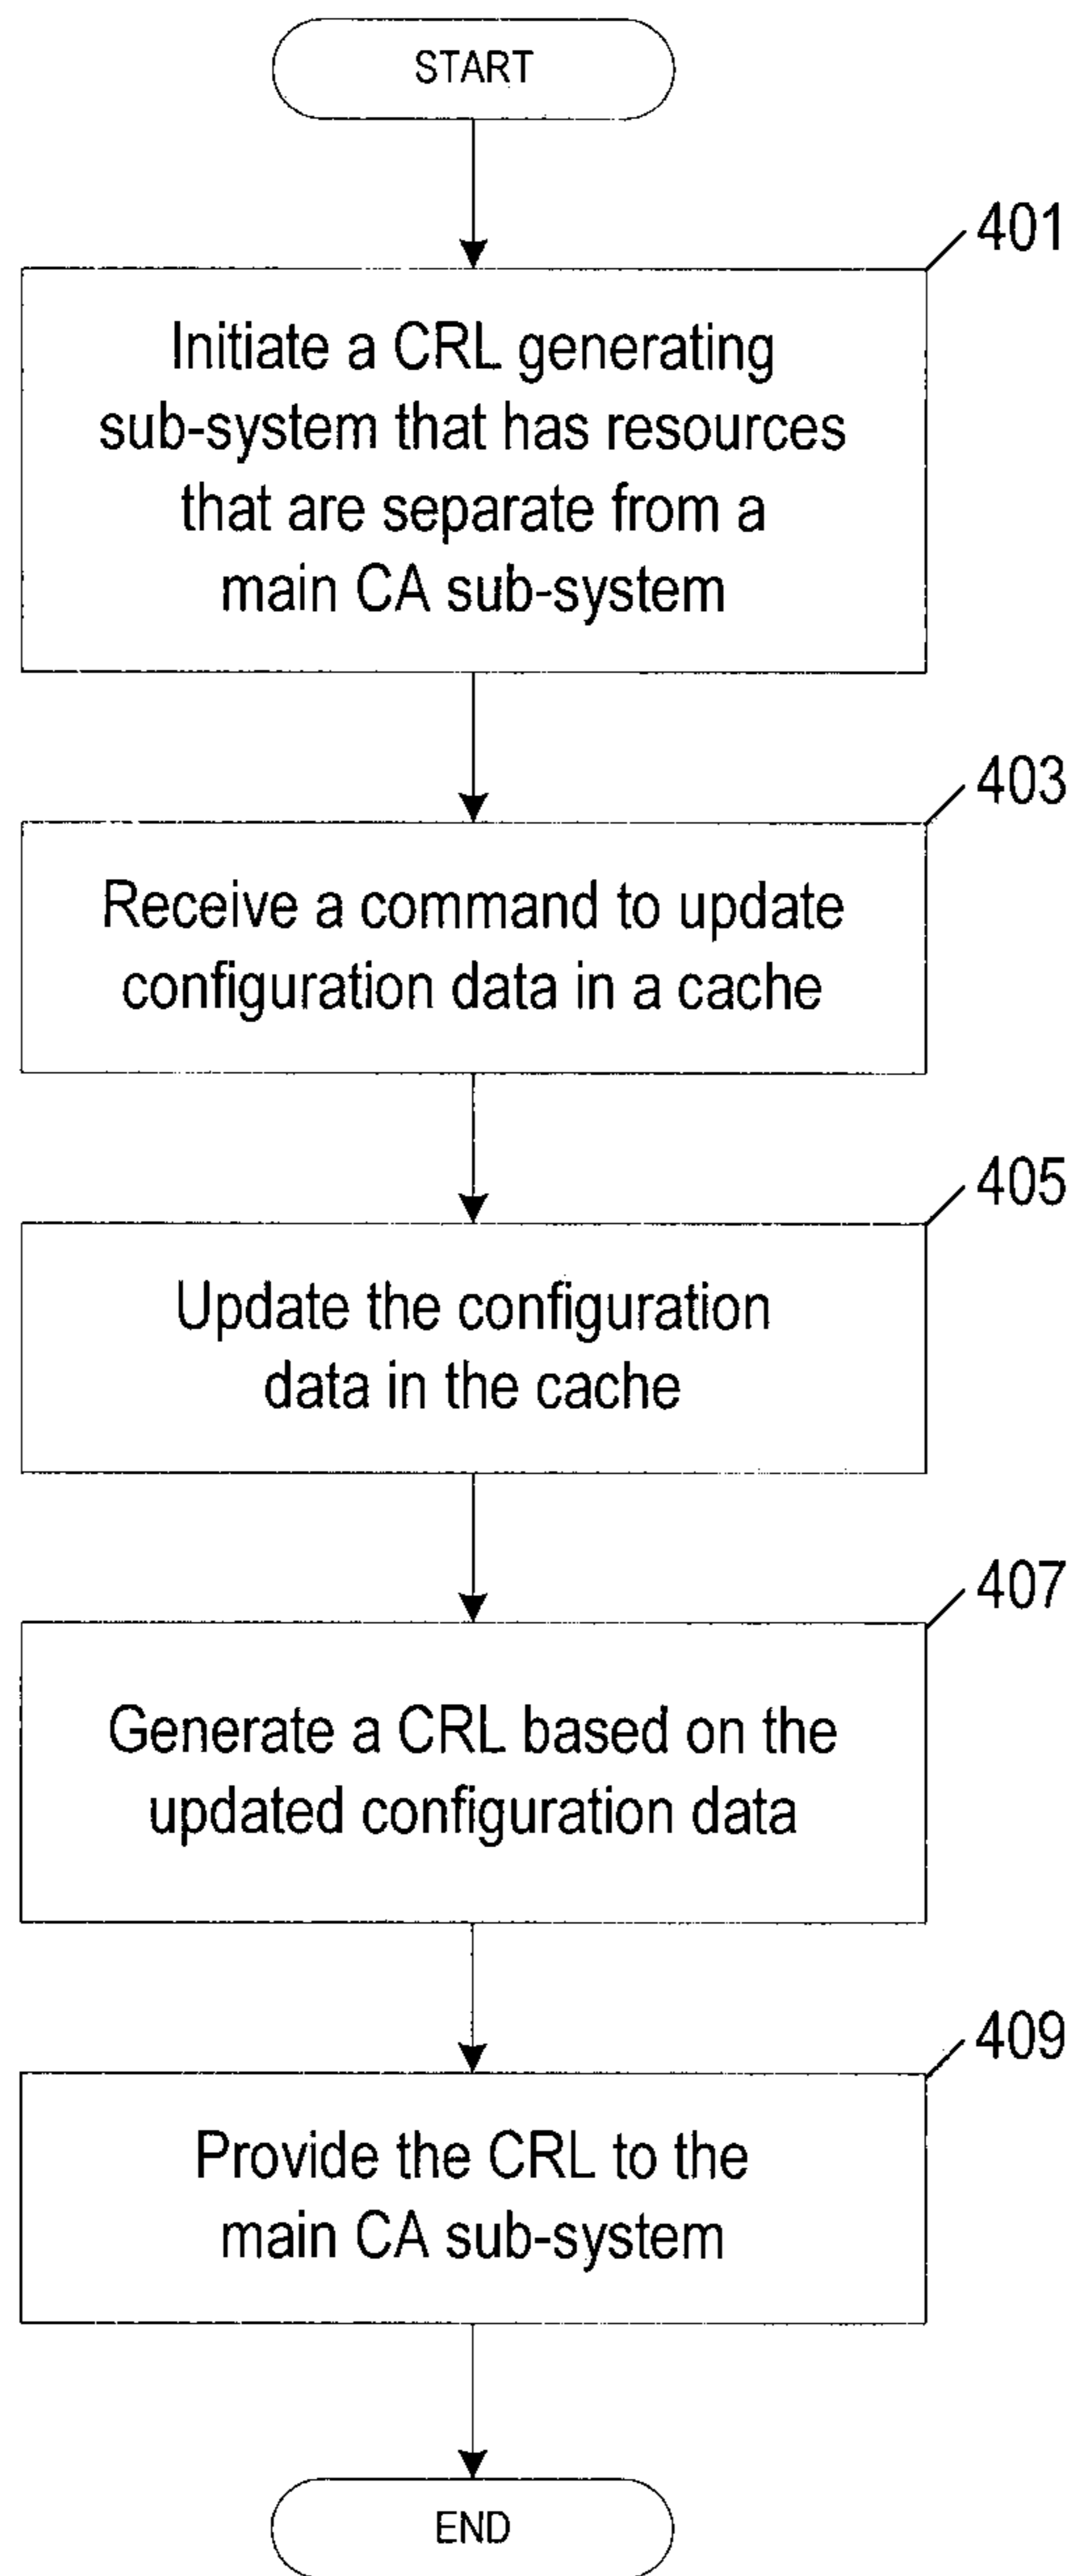 START
401
Initiate a CRL generating
sub-system that has resources
that are separate from a
main CA sub-system
403
Receive a command to update
configuration data in a cache
405
Update the configuration
data in the cache
407
Generate a CRL based on the
updated configuration data
409
Provide the CRL to the
main CA sub-system
END